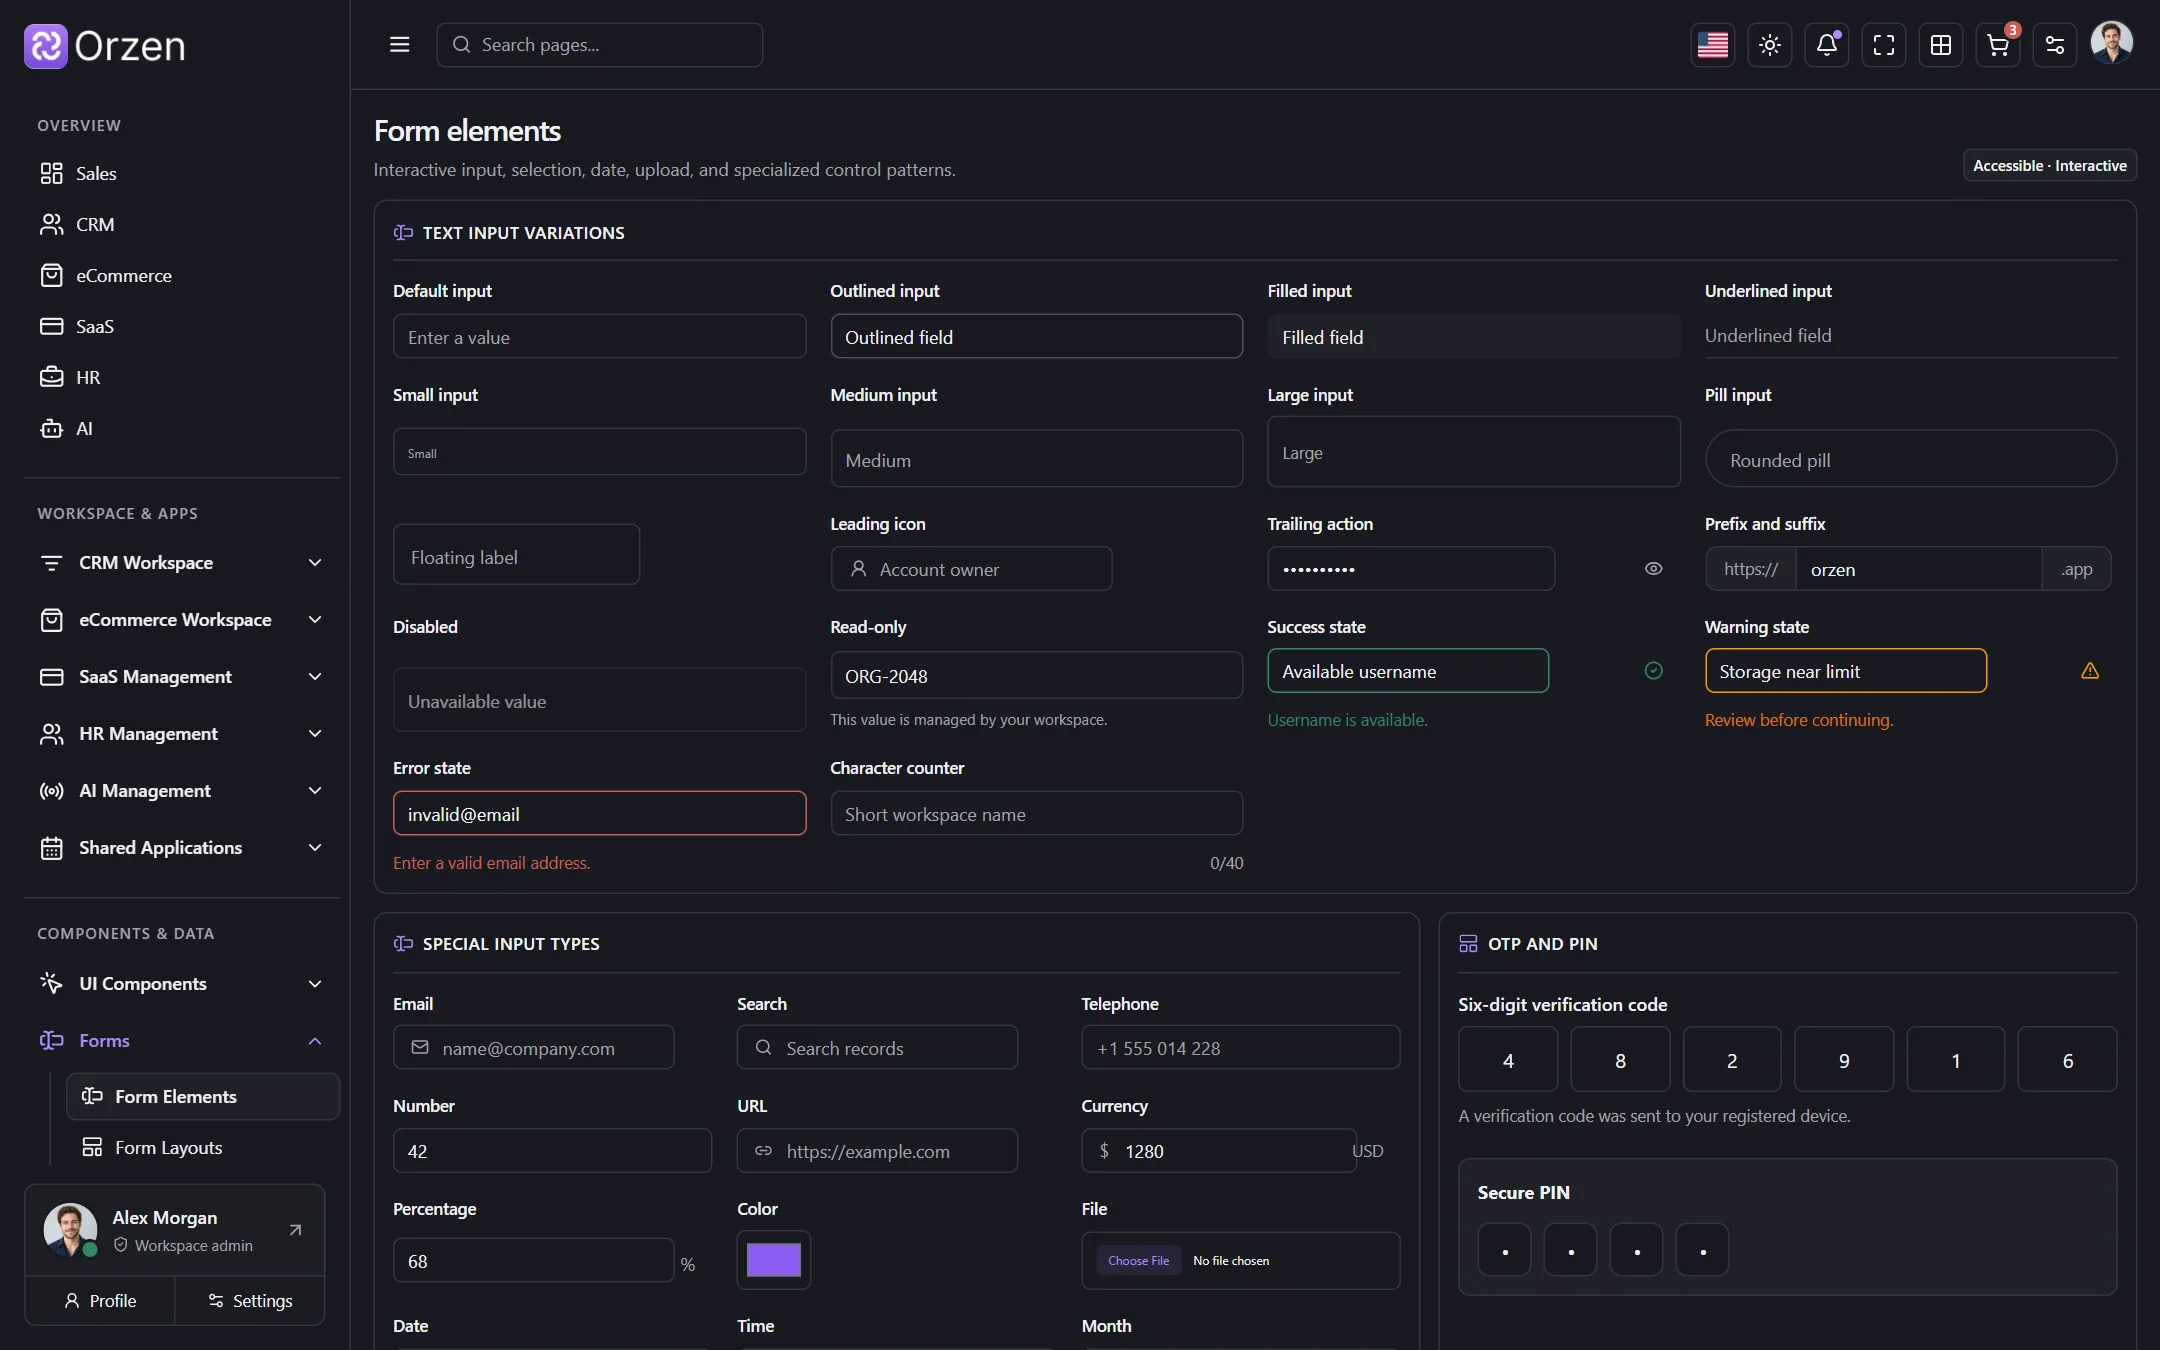 Orzen
Search pages...
3
OVERVIEW
Sales
CRM
eCommerce
SaaS
HR
AI
WORKSPACE & APPS
CRM Workspace
eCommerce Workspace
SaaS Management
HR Management
AI Management
Shared Applications
COMPONENTS & DATA
UI Components
Forms
Form Elements
Form Layouts
Alex Morgan
Workspace admin
Profile
Settings
Form elements
Interactive input, selection, date, upload, and specialized control patterns.
Accessible · Interactive
TEXT INPUT VARIATIONS
Default input
Enter a value
Outlined input
Outlined field
Filled input
Filled field
Underlined input
Underlined field
Small input
Small
Medium input
Medium
Large input
Large
Pill input
Rounded pill
Floating label
Leading icon
Account owner
Trailing action
••••••••••
Prefix and suffix
https://
orzen
.app
Disabled
Unavailable value
Read-only
ORG-2048
This value is managed by your workspace.
Success state
Available username
Username is available.
Warning state
Storage near limit
Review before continuing.
Error state
invalid@email
Enter a valid email address.
Character counter
Short workspace name
0/40
SPECIAL INPUT TYPES
Email
name@company.com
Search
Search records
Telephone
+1 555 014 228
Number
42
URL
https://example.com
Currency
$ 1280 USD
Percentage
68 %
Color
File
Choose File No file chosen
Date
Time
Month
OTP AND PIN
Six-digit verification code
4 8 2 9 1 6
A verification code was sent to your registered device.
Secure PIN
• • • •